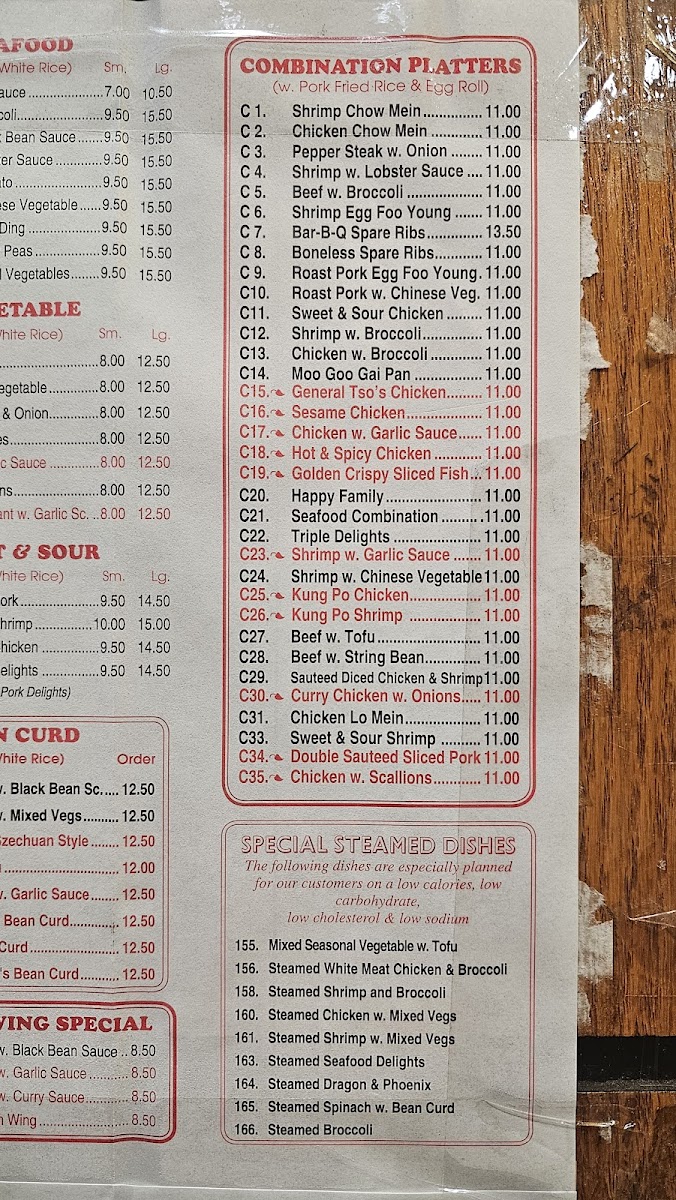 AFOOD
White Rice) Sm. Lg.
auce 7.00 10.50
coli 9.50 15.50
Bean Sauce 9.50 15.50
ter Sauce 9.50 15.50
to 9.50 15.50
ese Vegetable 9.50 15.50
Ding 9.50 15.50
Peas 9.50 15.50
l Vegetables 9.50 15.50
ETABLE
White Rice) Sm. Lg.
8.00 12.50
egetable 8.00 12.50
& Onion 8.00 12.50
es 8.00 12.50
c Sauce 8.00 12.50
ns 8.00 12.50
ant w. Garlic Sc. 8.00 12.50
T & SOUR
White Rice) Sm. Lg.
ork 9.50 14.50
hrimp 10.00 15.00
hicken 9.50 14.50
elights 9.50 14.50
Pork Delights)
N CURD
White Rice) Order
w. Black Bean Sc. 12.50
w. Mixed Vegs 12.50
Szechuan Style 12.50
12.00
w. Garlic Sauce 12.50
Bean Curd 12.50
Curd 12.50
's Bean Curd 12.50
WING SPECIAL
w. Black Bean Sauce 8.50
w. Garlic Sauce 8.50
w. Curry Sauce 8.50
n Wing 8.50
COMBINATION PLATTERS
(w. Pork Fried Rice & Egg Roll)
C 1. Shrimp Chow Mein 11.00
C 2. Chicken Chow Mein 11.00
C 3. Pepper Steak w. Onion 11.00
C 4. Shrimp w. Lobster Sauce 11.00
C 5. Beef w. Broccoli 11.00
C 6. Shrimp Egg Foo Young 11.00
C 7. Bar-B-Q Spare Ribs 13.50
C 8. Boneless Spare Ribs 11.00
C 9. Roast Pork Egg Foo Young 11.00
C10. Roast Pork w. Chinese Veg. 11.00
C11. Sweet & Sour Chicken 11.00
C12. Shrimp w. Broccoli 11.00
C13. Chicken w. Broccoli 11.00
C14. Moo Goo Gai Pan 11.00
C15. General Tso's Chicken 11.00
C16. Sesame Chicken 11.00
C17. Chicken w. Garlic Sauce 11.00
C18. Hot & Spicy Chicken 11.00
C19. Golden Crispy Sliced Fish 11.00
C20. Happy Family 11.00
C21. Seafood Combination 11.00
C22. Triple Delights 11.00
C23. Shrimp w. Garlic Sauce 11.00
C24. Shrimp w. Chinese Vegetable 11.00
C25. Kung Po Chicken 11.00
C26. Kung Po Shrimp 11.00
C27. Beef w. Tofu 11.00
C28. Beef w. String Bean 11.00
C29. Sauteed Diced Chicken & Shrimp 11.00
C30. Curry Chicken w. Onions 11.00
C31. Chicken Lo Mein 11.00
C33. Sweet & Sour Shrimp 11.00
C34. Double Sauteed Sliced Pork 11.00
C35. Chicken w. Scallions 11.00
SPECIAL STEAMED DISHES
The following dishes are especially planned
for our customers on a low calories, low
carbohydrate,
low cholesterol & low sodium
155. Mixed Seasonal Vegetable w. Tofu
156. Steamed White Meat Chicken & Broccoli
158. Steamed Shrimp and Broccoli
160. Steamed Chicken w. Mixed Vegs
161. Steamed Shrimp w. Mixed Vegs
163. Steamed Seafood Delights
164. Steamed Dragon & Phoenix
165. Steamed Spinach w. Bean Curd
166. Steamed Broccoli